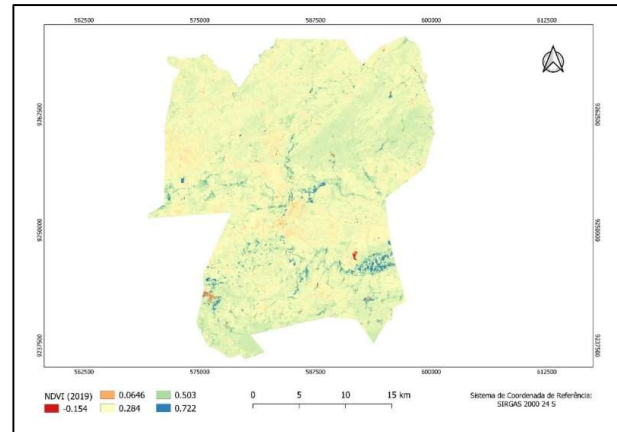 562500 575000 587500 600000 612500
9262500 9262500
9250000 9250000
9237500 9237500
562500 575000 587500 600000 612500
NDVI (2019) 0.0646 0.503
-0.154 0.284 0.722
0 5 10 15 km
Sistema de Coordenada de Referência:
SIRGAS 2000 24 S